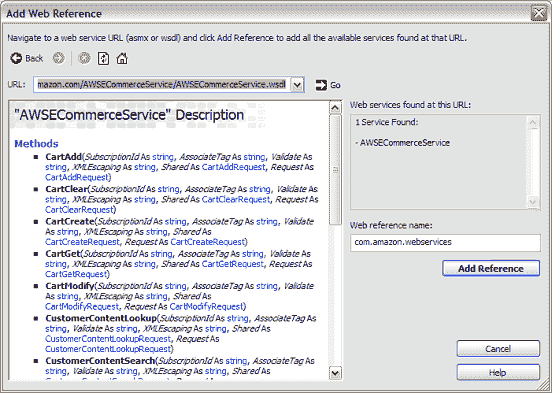 Add Web Reference
Navigate to a web service URL (asmx or wsdl) and click Add Reference to add all the available services found at that URL.
Back
URL:
mazon.com/AWSECommerceService/AWSECommerceService.wsdl
Go
"AWSECommerceService" Description
Methods
CartAdd(SubscriptionId As string, AssociateTag As string, Validate As
string, XMLEscaping As string, Shared As CartAddRequest, Request As
CartAddRequest)
CartClear(SubscriptionId As string, AssociateTag As string, Validate As
string, XMLEscaping As string, Shared As CartClearRequest, Request As
CartClearRequest)
CartCreate(SubscriptionId As string, AssociateTag As string, Validate
As string, XMLEscaping As string, Shared As
CartCreateRequest, Request As CartCreateRequest)
CartGet(SubscriptionId As string, AssociateTag As string, Validate As
string, XMLEscaping As string, Shared As CartGetRequest, Request As
CartGetRequest)
CartModify(SubscriptionId As string, AssociateTag As string, Validate
As string, XMLEscaping As string, Shared As
CartModifyRequest, Request As CartModifyRequest)
CustomerContentLookup(SubscriptionId As string, AssociateTag
As string, Validate As string, XMLEscaping As string, Shared As
CustomerContentLookupRequest, Request As
CustomerContentLookupRequest)
CustomerContentSearch(SubscriptionId As string, AssociateTag As
string, Validate As string, XMLEscaping As string, Shared As
Web services found at this URL:
1 Service Found:
- AWSECommerceService
Web reference name:
com.amazon.webservices
Add Reference
Cancel
Help